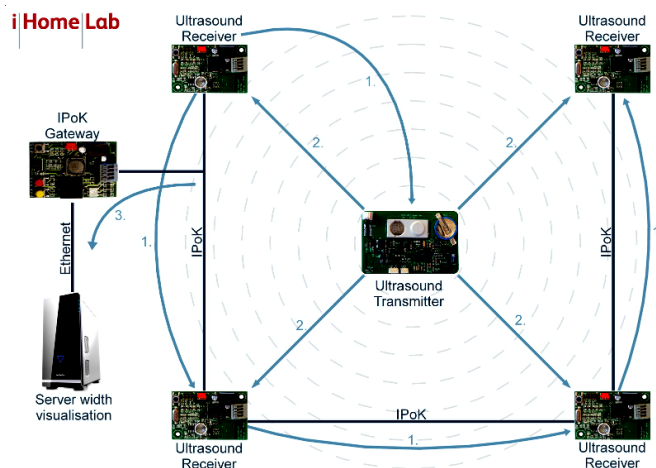 i Home Lab
Ultrasound
Receiver
Ultrasound
Receiver
1.
IPoK
Gateway
2.
2.
3.
1.
IPoK
IPoK
1
Ethernet
Ultrasound
Transmitter
2.
2.
Server width
visualisation
IPoK
1.
Ultrasound
Receiver
Ultrasound
Receiver